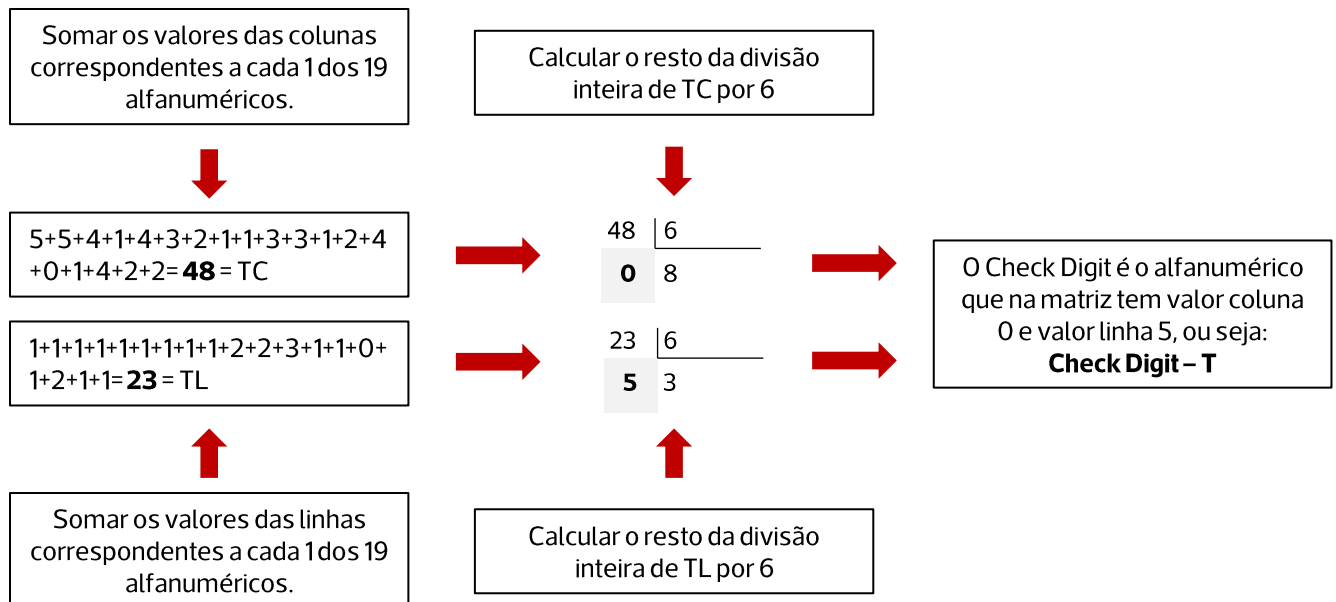 Somar os valores das colunas
correspondentes a cada 1 dos 19
alfanuméricos.
Calcular o resto da divisão
inteira de TC por 6
5+5+4+1+4+3+2+1+1+3+3+1+2+4
+0+1+4+2+2= 48 = TC
48 6
0 8
O Check Digit é o alfanumérico
que na matriz tem valor coluna
0 e valor linha 5, ou seja:
Check Digit – T
1+1+1+1+1+1+1+1+1+2+2+3+1+1+0+
1+2+1+1= 23 = TL
23 6
5 3
Somar os valores das linhas
correspondentes a cada 1 dos 19
alfanuméricos.
Calcular o resto da divisão
inteira de TL por 6